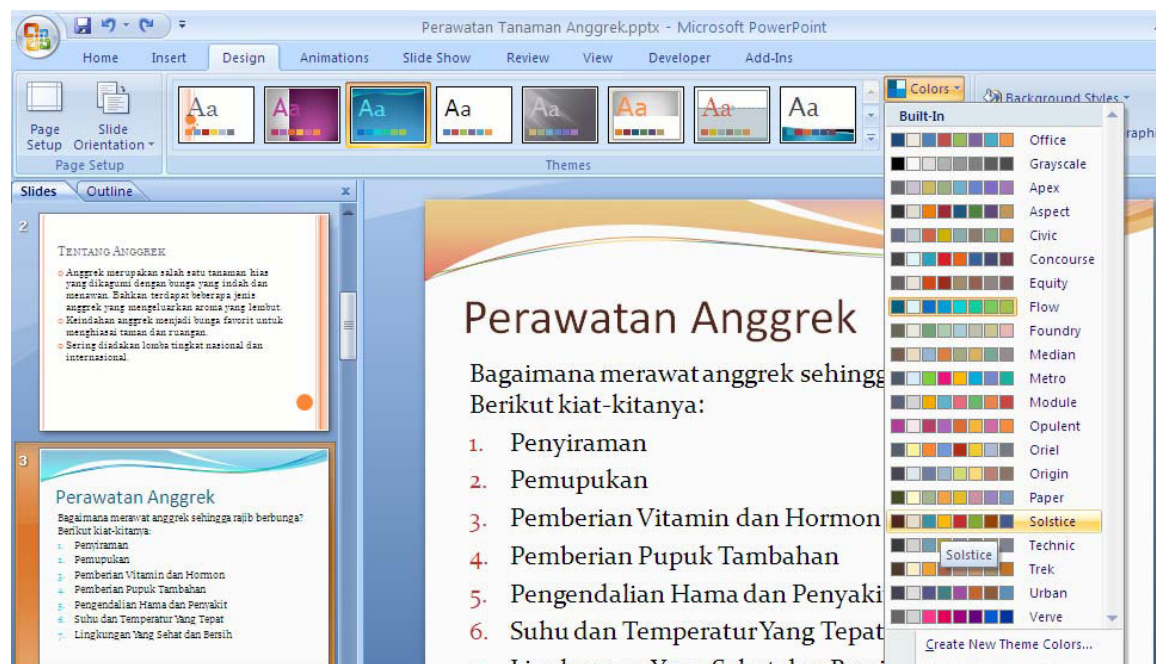 Perawatan Tanaman Anggrek.pptx - Microsoft PowerPoint
Home Insert Design Animations Slide Show Review View Developer Add-Ins
Page Setup
Slide Orientation
Aa Aa Aa Aa Aa Aa Aa Aa
Colors
Background Styles
Page Setup
Themes
Slides Outline x
2
TENTANG ANGGREK
Anggrek merupakan salah satu tanaman hias
yang dikagumi dengan bunga yang indah dan
menawan. Bahkan terdapat beberapa jenis
anggrek yang mengeluarkan aroma yang lembut.
Keindahan anggrek menjadi bunga favorit untuk
menghiasai taman dan ruangan.
Sering diadakan lomba tingkat nasional dan
internasional.
3
Perawatan Anggrek
Bagaimana merawat anggrek sehingga rajib berbunga?
Berikut kiat-kitanya:
1. Penyiraman
2. Pemupukan
3. Pemberian Vitamin dan Hormon
4. Pemberian Pupuk Tambahan
5. Pengendalian Hama dan Penyakit
6. Suhu dan Temperatur Yang Tepat
7. Lingkungan Yang Sehat dan Bersih
Perawatan Anggrek
Bagaimana merawat anggrek sehingg
Berikut kiat-kitanya:
1. Penyiraman
2. Pemupukan
3. Pemberian Vitamin dan Hormon
4. Pemberian Pupuk Tambahan
5. Pengendalian Hama dan Penyaki
6. Suhu dan Temperatur Yang Tepat
Built-In
Office
Grayscale
Apex
Aspect
Civic
Concourse
Equity
Flow
Foundry
Median
Metro
Module
Opulent
Oriel
Origin
Paper
Solstice
Technic
Solstice
Trek
Urban
Verve
Create New Theme Colors...